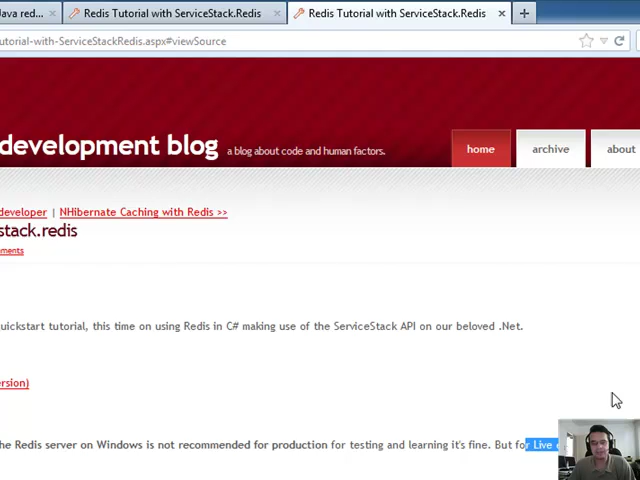 Java red...
Redis Tutorial with ServiceStack.Redis
Redis Tutorial with ServiceStack.Redis
utorial-with-ServiceStackRedis.aspx#viewSource
development blog a blog about code and human factors.
home archive about
developer | NHibernate Caching with Redis >>
stack.redis
ments
uickstart tutorial, this time on using Redis in C# making use of the ServiceStack API on our beloved .Net.
ersion)
he Redis server on Windows is not recommended for production for testing and learning it's fine. But for Live